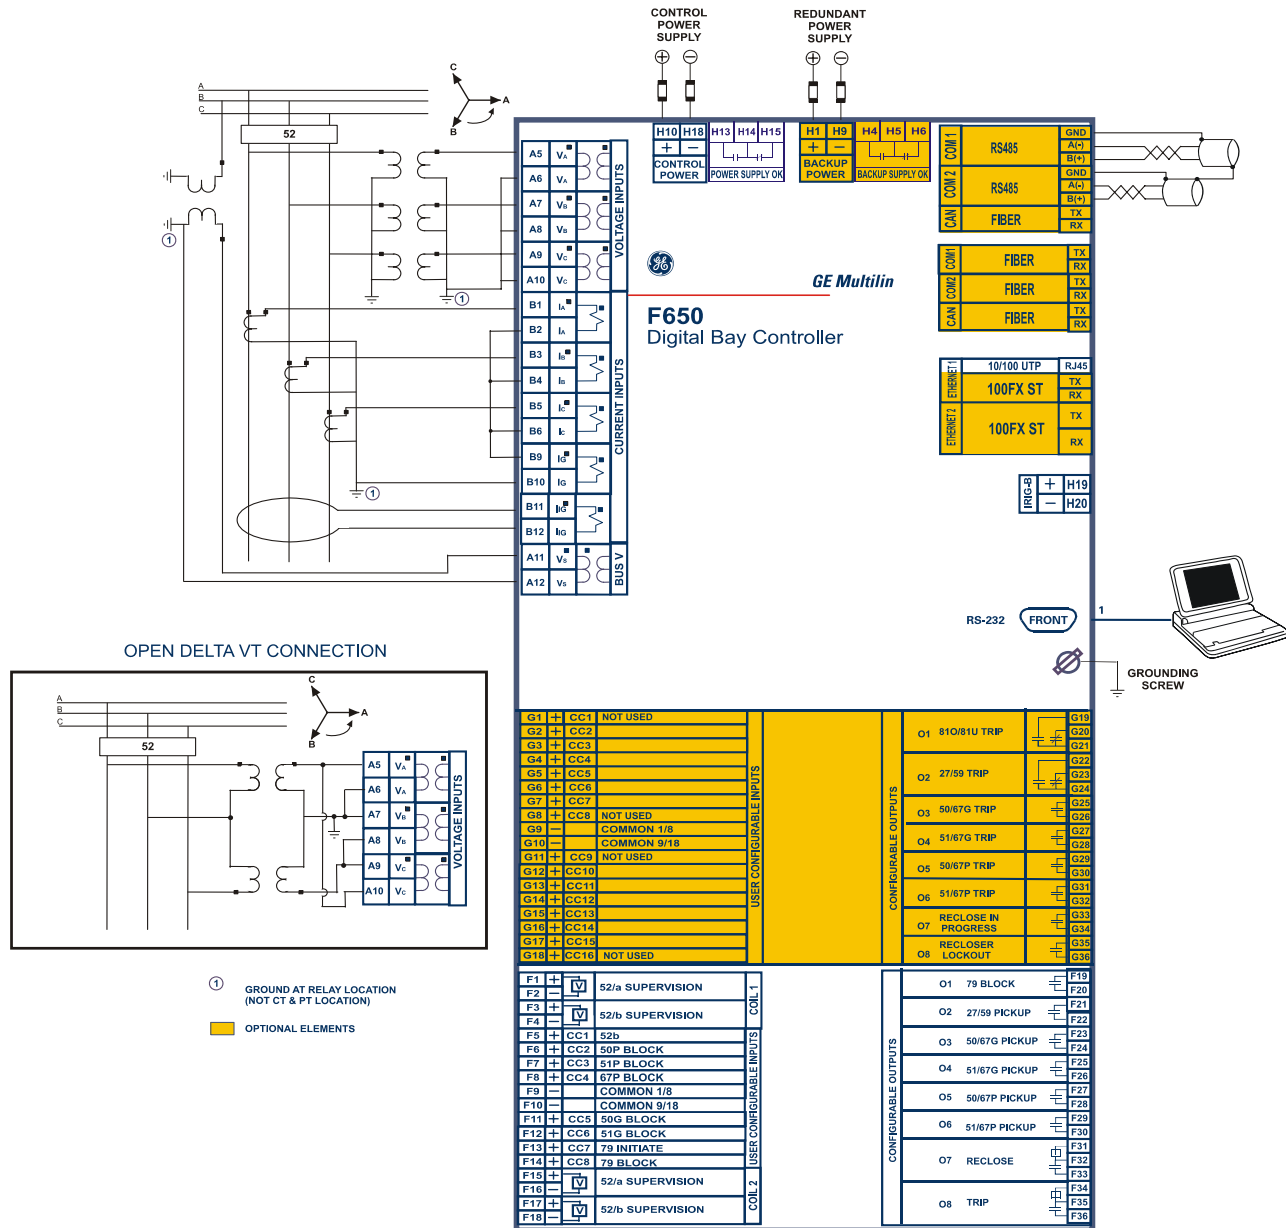 CONTROL
POWER
SUPPLY
REDUNDANT
POWER
SUPPLY
+ − + −
C
A
B
A
B
C
52
H10 H18 H13 H14 H15 H1 H9 H4 H5 H6
+ − + −
CONTROL
POWER
POWER SUPPLY OK
BACKUP
POWER
BACKUP SUPPLY OK
A5 VA
A6 VA
A7 VB
A8 VB
A9 VC
A10 VC
VOLTAGE INPUTS
B1 IA
B2 IA
B3 IB
B4 IB
B5 IC
B6 IC
B9 IG
B10 IG
B11 IIG
B12 IIG
CURRENT INPUTS
A11 VS
A12 VS
BUS V
1
1
1
GE
GE Multilin
F650
Digital Bay Controller
COM 1 RS485 GND
A(-)
B(+)
COM 2 RS485 GND
A(-)
B(+)
CAN FIBER TX
RX
COM1 FIBER TX
RX
COM2 FIBER TX
RX
CAN FIBER TX
RX
ETHERNET 1 10/100 UTP RJ45
100FX ST TX
RX
ETHERNET 2 100FX ST TX
RX
IRIG-B + H19
− H20
RS-232 FRONT 1
GROUNDING
SCREW
OPEN DELTA VT CONNECTION
C
A
B
A
B
C
52
A5 VA
A6 VA
A7 VB
A8 VB
A9 VC
A10 VC
VOLTAGE INPUTS
1 GROUND AT RELAY LOCATION
(NOT CT & PT LOCATION)
OPTIONAL ELEMENTS
G1 + CC1 NOT USED
G2 + CC2
G3 + CC3
G4 + CC4
G5 + CC5
G6 + CC6
G7 + CC7
G8 + CC8 NOT USED
G9 − COMMON 1/8
G10 − COMMON 9/18
G11 + CC9 NOT USED
G12 + CC10
G13 + CC11
G14 + CC12
G15 + CC13
G16 + CC14
G17 + CC15
G18 + CC16 NOT USED
USER CONFIGURABLE INPUTS
CONFIGURABLE OUTPUTS
O1 81O/81U TRIP G19
G20
G21
O2 27/59 TRIP G22
G23
G24
O3 50/67G TRIP G25
G26
O4 51/67G TRIP G27
G28
O5 50/67P TRIP G29
G30
O6 51/67P TRIP G31
G32
O7 RECLOSE IN
PROGRESS G33
G34
O8 RECLOSER
LOCKOUT G35
G36
F1 + V 52/a SUPERVISION
F2 −
F3 + V 52/b SUPERVISION
F4 −
COIL 1
F5 + CC1 52b
F6 + CC2 50P BLOCK
F7 + CC3 51P BLOCK
F8 + CC4 67P BLOCK
F9 − COMMON 1/8
F10 − COMMON 9/18
F11 + CC5 50G BLOCK
F12 + CC6 51G BLOCK
F13 + CC7 79 INITIATE
F14 + CC8 79 BLOCK
USER CONFIGURABLE INPUTS
F15 + V 52/a SUPERVISION
F16 −
F17 + V 52/b SUPERVISION
F18 −
COIL 2
CONFIGURABLE OUTPUTS
O1 79 BLOCK F19
F20
O2 27/59 PICKUP F21
F22
O3 50/67G PICKUP F23
F24
O4 51/67G PICKUP F25
F26
O5 50/67P PICKUP F27
F28
O6 51/67P PICKUP F29
F30
O7 RECLOSE F31
F32
F33
O8 TRIP F34
F35
F36